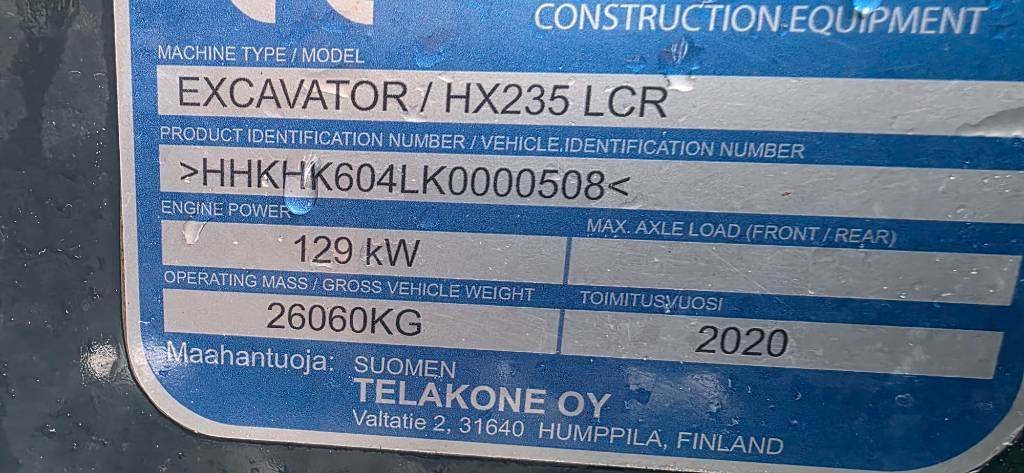 CONSTRUCTION EQUIPMENT
MACHINE TYPE / MODEL
EXCAVATOR / HX235 LCR
PRODUCT IDENTIFICATION NUMBER / VEHICLE IDENTIFICATION NUMBER
>HHKHK604LK0000508<
ENGINE POWER
MAX. AXLE LOAD (FRONT / REAR)
129 kW
OPERATING MASS / GROSS VEHICLE WEIGHT
TOIMITUSVUOSI
26060KG
2020
Maahantuoja: SUOMEN
TELAKONE OY
Valtatie 2, 31640 HUMPPILA, FINLAND